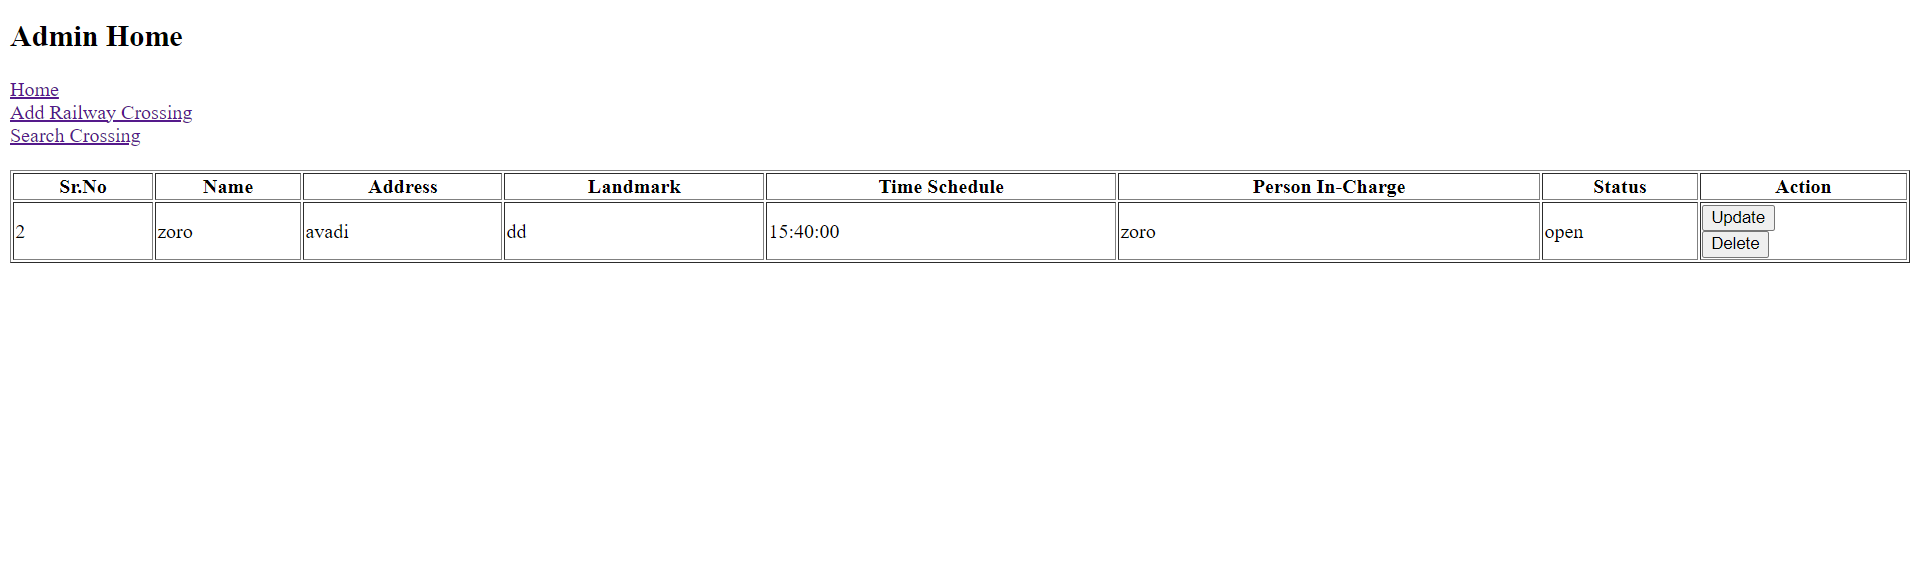 Admin Home
Home
Add Railway Crossing
Search Crossing
Sr.No Name Address Landmark Time Schedule Person In-Charge Status Action
2 zoro avadi dd 15:40:00 zoro open Update
Delete